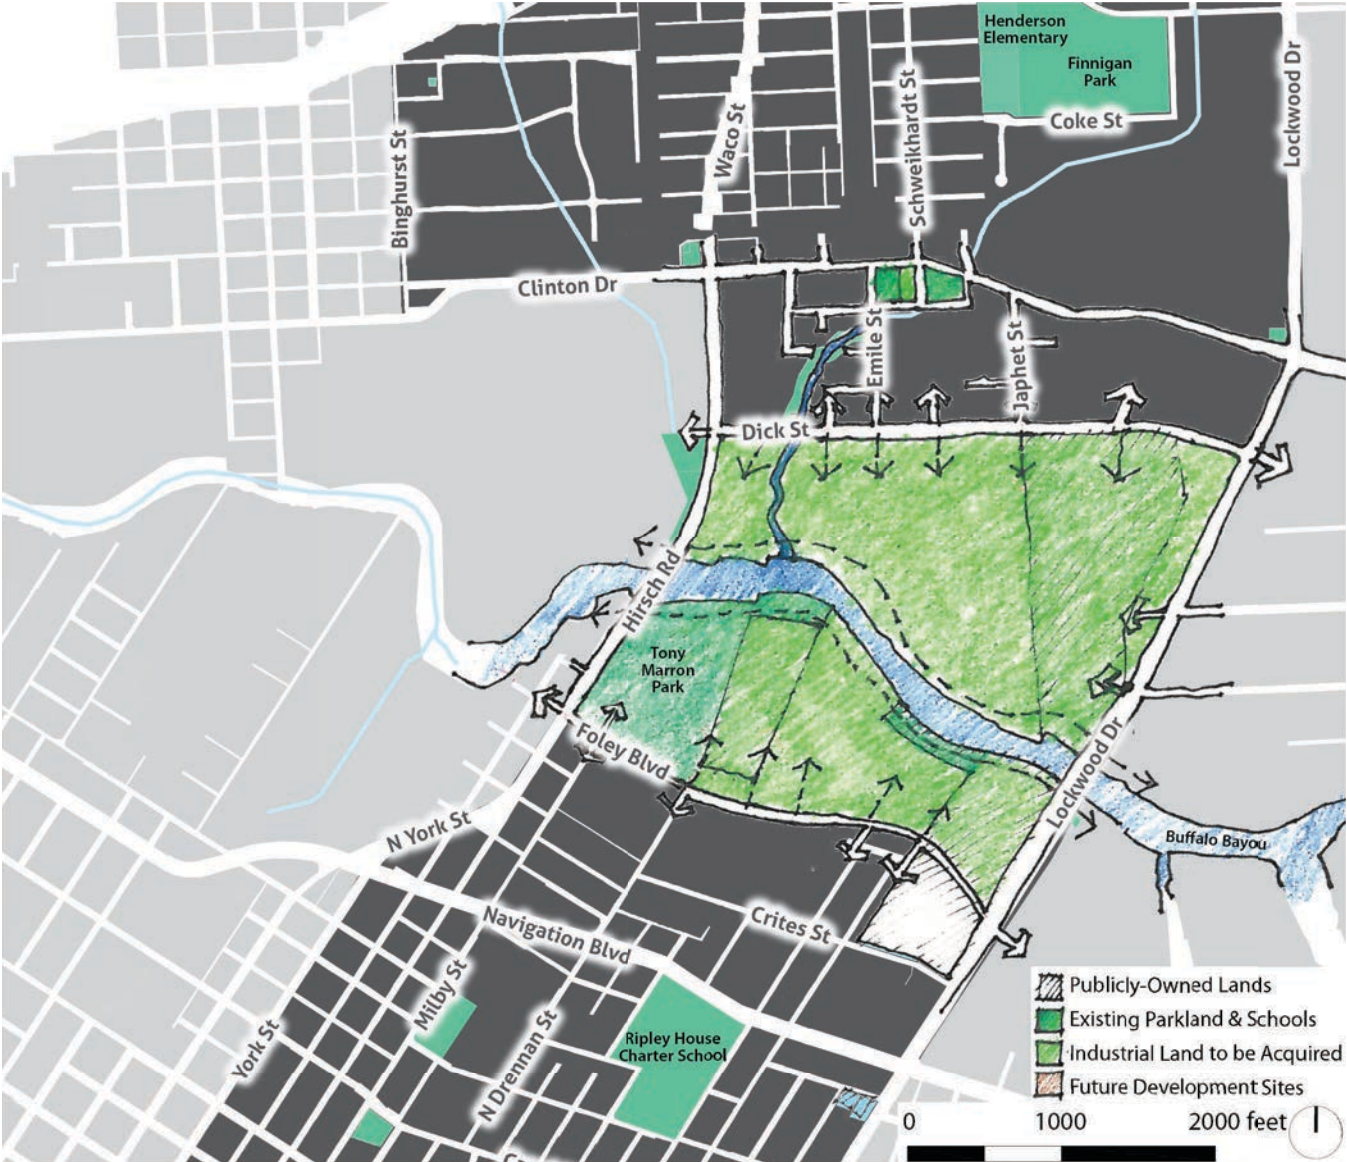 Henderson
Elementary
Finnigan
Park
Coke St
Lockwood Dr
Schweikhardt St
Waco St
Binghurst St
Clinton Dr
Emile St
Japhet St
Dick St
Hirsch Rd
Tony
Marron
Park
Foley Blvd
Lockwood Dr
Buffalo Bayou
N York St
Navigation Blvd
Crites St
Milby St
York St
N Drennan St
Ripley House
Charter School
Publicly-Owned Lands
Existing Parkland & Schools
Industrial Land to be Acquired
Future Development Sites
0 1000 2000 feet